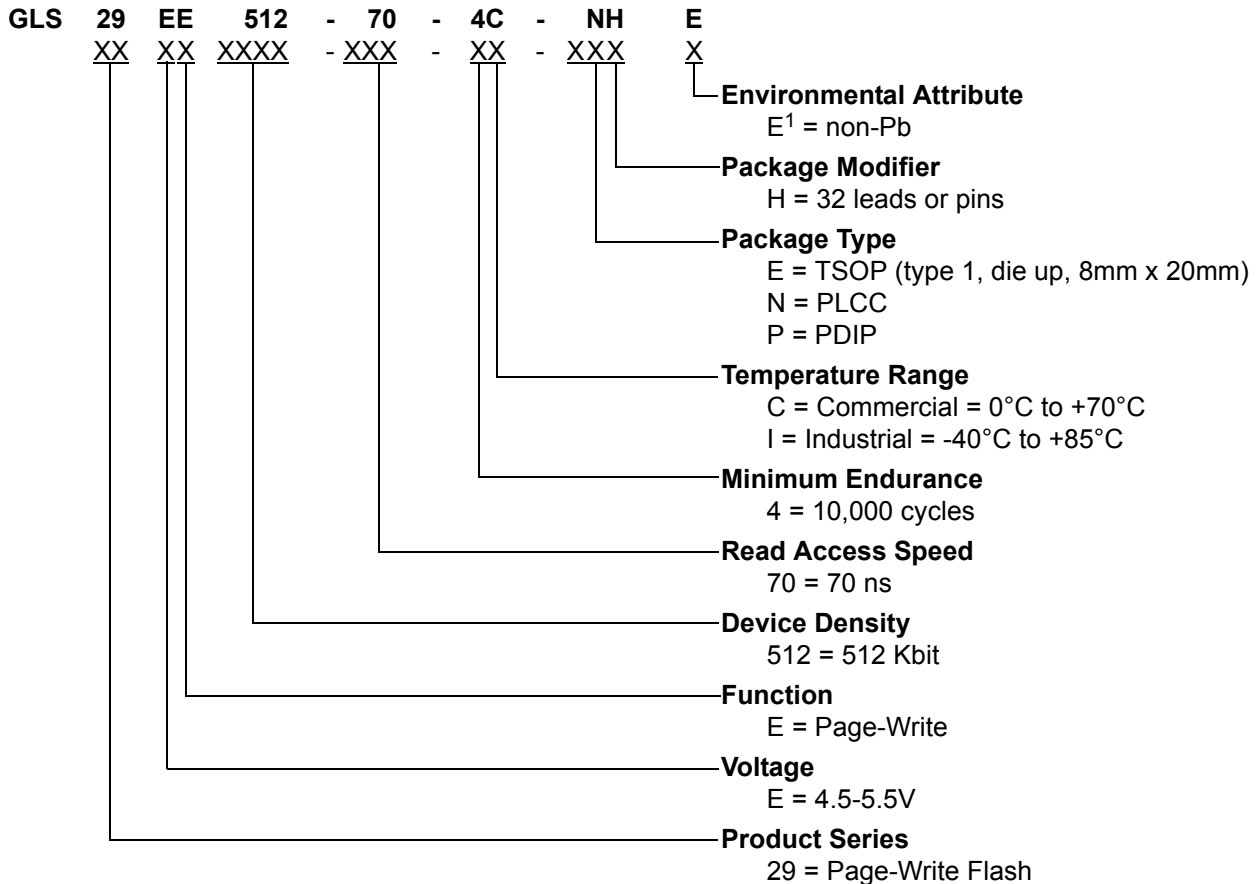 GLS 29 EE 512 - 70 - 4C - NH E
XX XX XXXX - XXX - XX - XXX X
Environmental Attribute
E1 = non-Pb
Package Modifier
H = 32 leads or pins
Package Type
E = TSOP (type 1, die up, 8mm x 20mm)
N = PLCC
P = PDIP
Temperature Range
C = Commercial = 0°C to +70°C
I = Industrial = -40°C to +85°C
Minimum Endurance
4 = 10,000 cycles
Read Access Speed
70 = 70 ns
Device Density
512 = 512 Kbit
Function
E = Page-Write
Voltage
E = 4.5-5.5V
Product Series
29 = Page-Write Flash